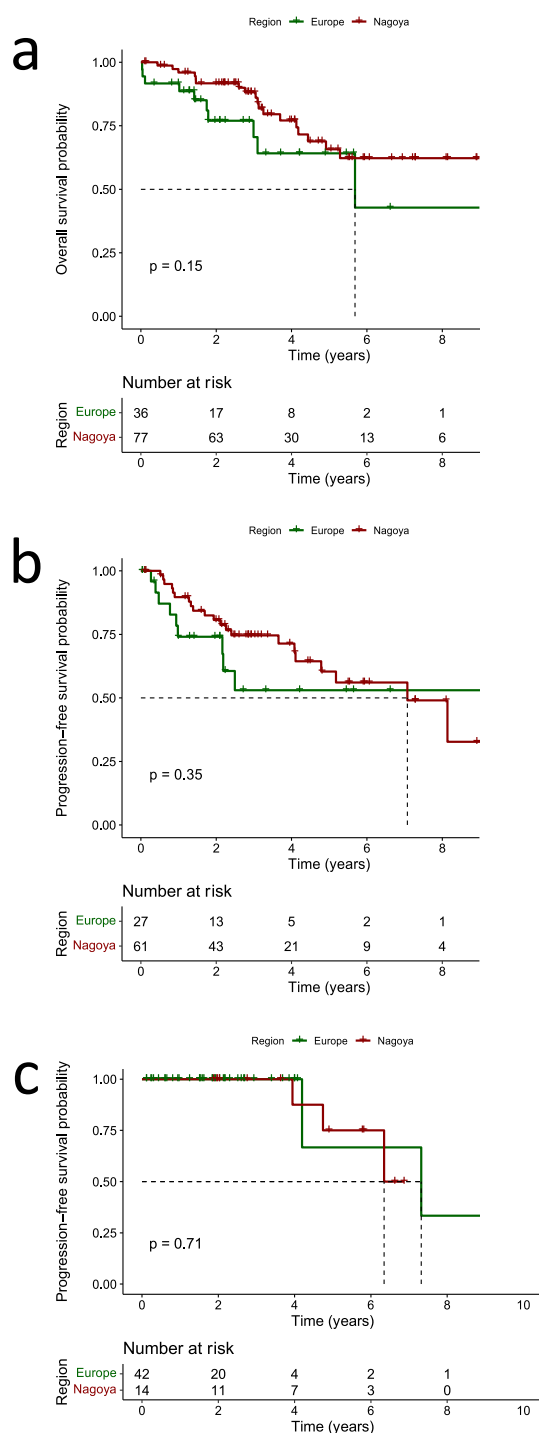 a
Region Europe Nagoya
Overall survival probability
1.00
0.75
0.50
0.25
0.00
p = 0.15
0 2 4 6 8
Time (years)
Number at risk
Region
Europe 36 17 8 2 1
Nagoya 77 63 30 13 6
Time (years)
b
Region Europe Nagoya
Progression−free survival probability
1.00
0.75
0.50
0.25
0.00
p = 0.35
0 2 4 6 8
Time (years)
Number at risk
Region
Europe 27 13 5 2 1
Nagoya 61 43 21 9 4
0 2 4 6 8
Time (years)
c
Region Europe Nagoya
Progression−free survival probability
1.00
0.75
0.50
0.25
0.00
p = 0.71
0 2 4 6 8 10
Time (years)
Number at risk
Region
Europe 42 20 4 2 1
Nagoya 14 11 7 3 0
0 2 4 6 8 10
Time (years)